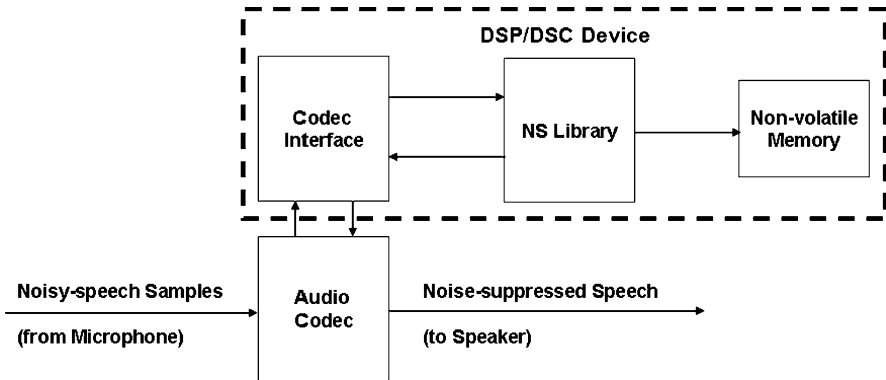 DSP/DSC Device
Codec
Interface
NS Library
Non-volatile
Memory
Noisy-speech Samples
(from Microphone)
Audio
Codec
Noise-suppressed Speech
(to Speaker)